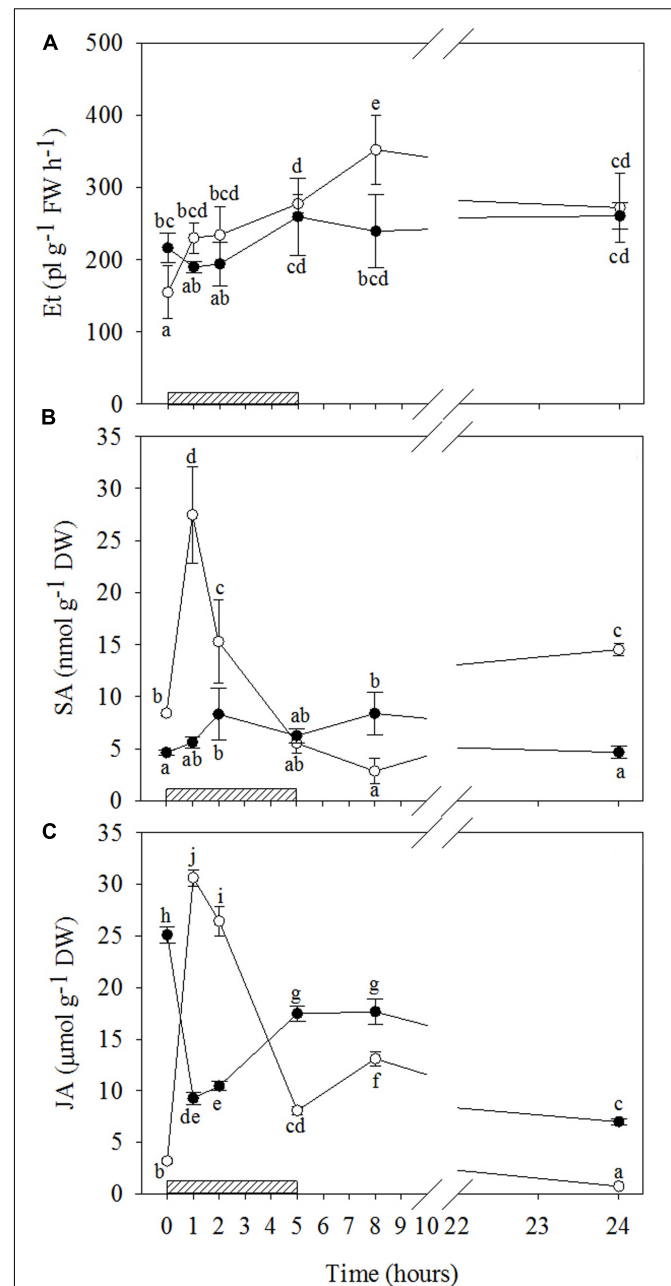 A
500
400
300
200
100
0
Et (pl g-1 FW h-1)
bc
a
bcd
ab
bcd
ab
d
cd
e
bcd
cd
cd
B
35
30
25
20
15
10
5
0
SA (nmol g-1 DW)
b
a
d
ab
c
b
ab
ab
b
a
c
a
C
35
30
25
20
15
10
5
0
JA (µmol g-1 DW)
h
b
j
de
i
e
g
cd
g
f
c
a
0 1 2 3 4 5 6 7 8 9 10 22 23 24
Time (hours)